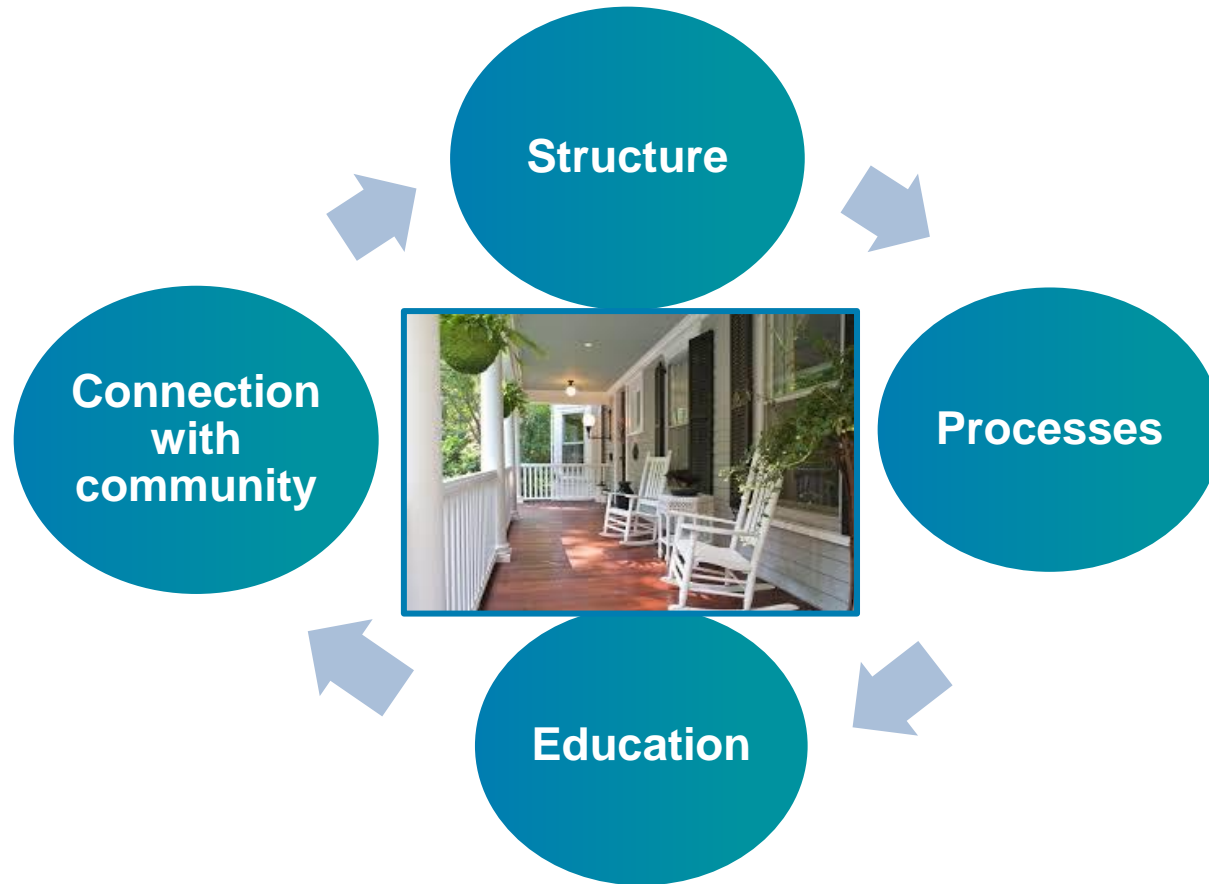 Structure
Processes
Education
Connection
with
community